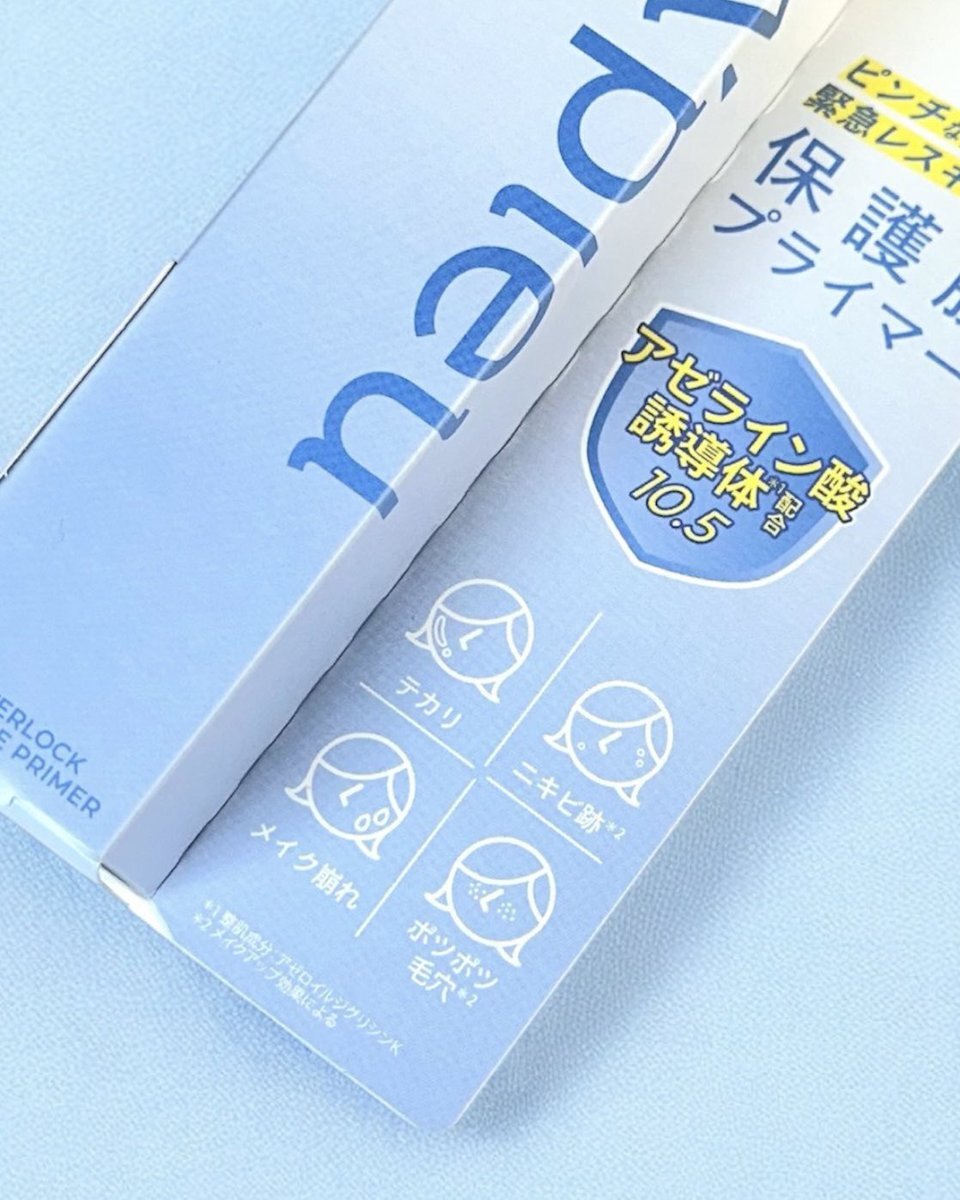 ERLOCK
E PRIMER
ピンチな
緊急レスキ
保護
プライマー
アゼライン酸
誘導体*1配合
10.5
テカリ
ニキビ跡*2
メイク崩れ
ポツポツ
毛穴*2
*1 整肌成分 アゼロイルジグリシンK
*2 メイクアップ効果による